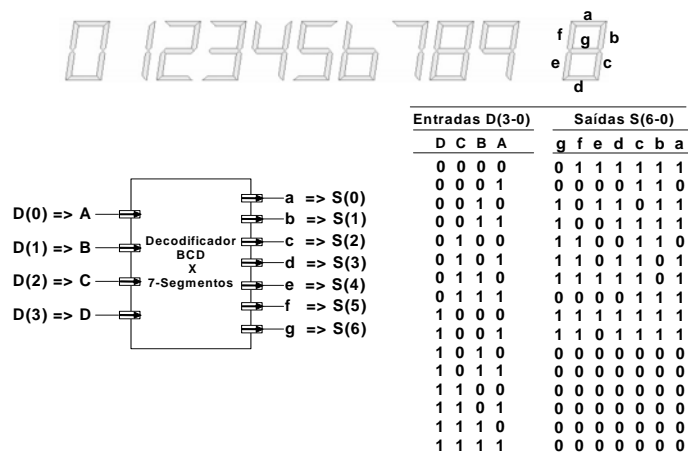 0 1 2 3 4 5 6 7 8 9
a
f g b
e c
d
Entradas D(3-0) Saídas S(6-0)
D C B A g f e d c b a
0 0 0 0 0 1 1 1 1 1 1
0 0 0 1 0 0 0 0 1 1 0
0 0 1 0 1 0 1 1 0 1 1
0 0 1 1 1 0 0 1 1 1 1
0 1 0 0 1 1 0 0 1 1 0
0 1 0 1 1 1 0 1 1 0 1
0 1 1 0 1 1 1 1 1 0 1
0 1 1 1 0 0 0 0 1 1 1
1 0 0 0 1 1 1 1 1 1 1
1 0 0 1 1 1 0 1 1 1 1
1 0 1 0 0 0 0 0 0 0 0
1 0 1 1 0 0 0 0 0 0 0
1 1 0 0 0 0 0 0 0 0 0
1 1 0 1 0 0 0 0 0 0 0
1 1 1 0 0 0 0 0 0 0 0
1 1 1 1 0 0 0 0 0 0 0
D(0) => A
D(1) => B
D(2) => C
D(3) => D
Decodificador
BCD
X
7-Segmentos
a => S(0)
b => S(1)
c => S(2)
d => S(3)
e => S(4)
f => S(5)
g => S(6)